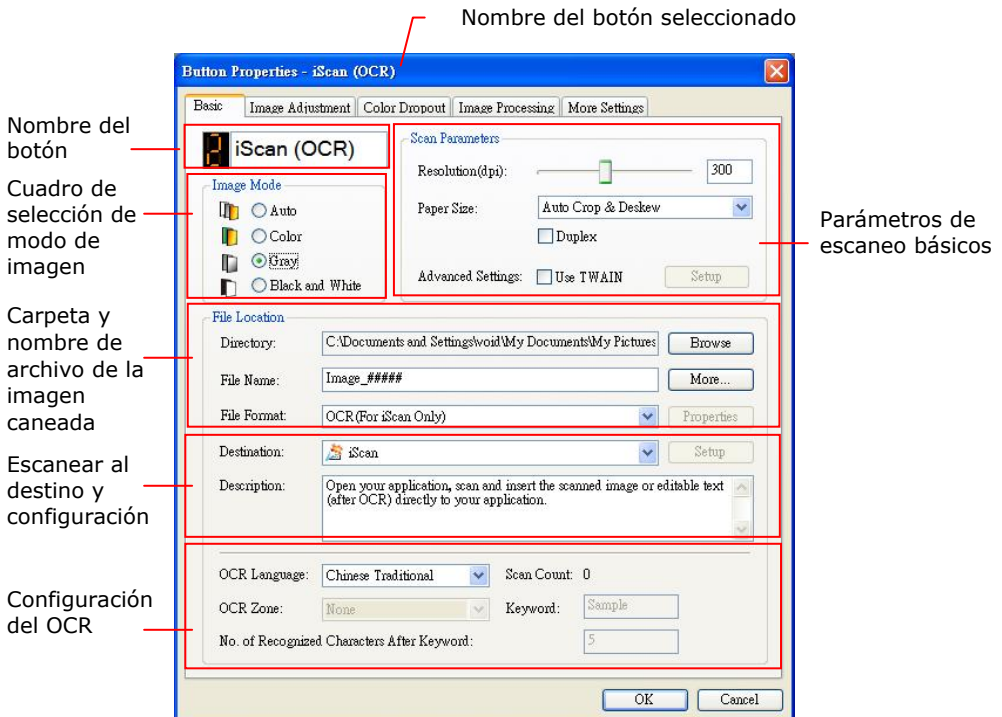 Nombre del botón seleccionado
Button Properties - iScan (OCR)
Basic Image Adjustment Color Dropout Image Processing More Settings
Nombre del
botón
2 iScan (OCR)
Scan Parameters
Resolution(dpi): 300
Paper Size: Auto Crop & Deskew
Duplex
Advanced Settings: Use TWAIN Setup
Cuadro de
selección de
modo de
imagen
Image Mode
Auto
Color
Gray
Black and White
Parámetros de
escaneo básicos
Carpeta y
nombre de
archivo de la
imagen
caneada
File Location
Directory: C:\Documents and Settings\void\My Documents\My Pictures Browse
File Name: Image_##### More...
File Format: OCR(For iScan Only) Properties
Escanear al
destino y
configuración
Destination: iScan Setup
Description: Open your application, scan and insert the scanned image or editable text
(after OCR) directly to your application.
Configuración
del OCR
OCR Language: Chinese Traditional Scan Count: 0
OCR Zone: None Keyword: Sample
No. of Recognized Characters After Keyword: 5
OK Cancel